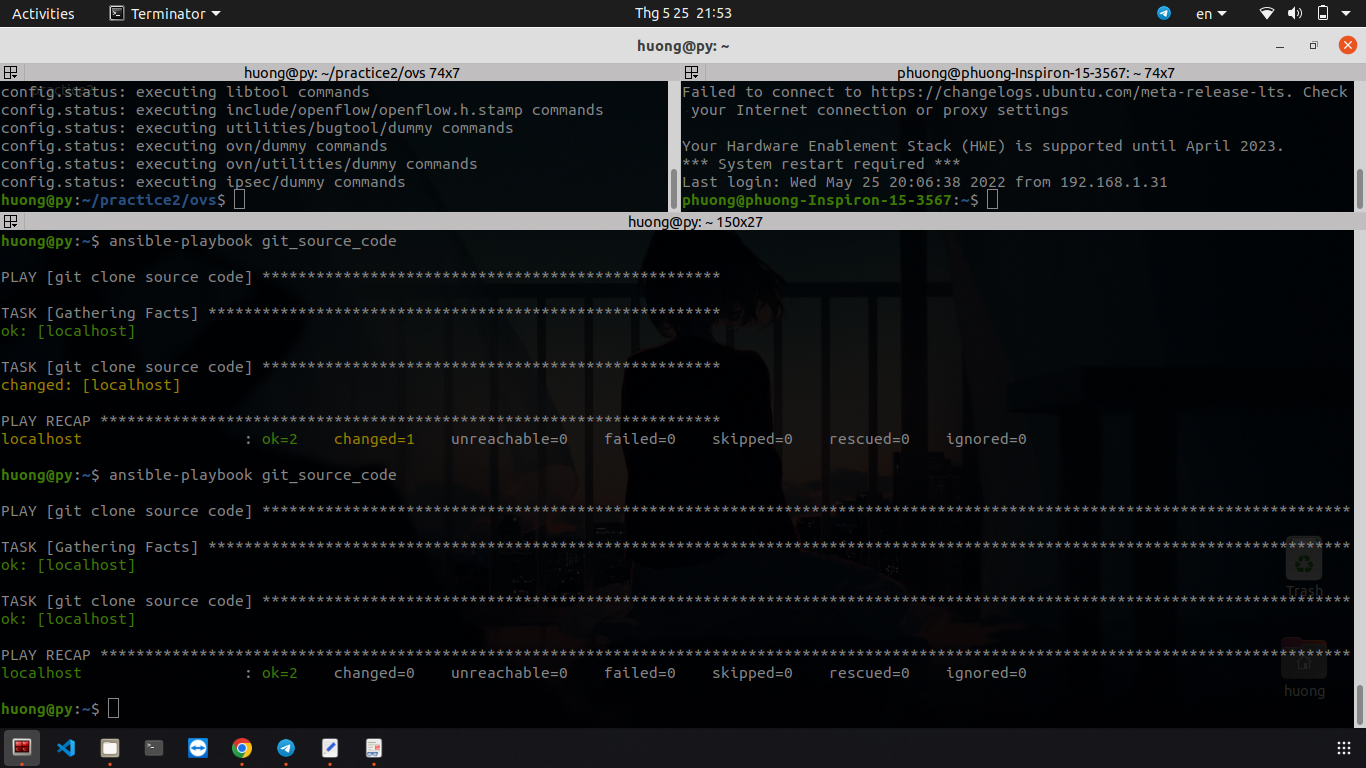 Activities
Terminator
Thg 5 25 21:53
en
huong@py: ~
huong@py: ~/practice2/ovs 74x7
config.status: executing libtool commands
config.status: executing include/openflow/openflow.h.stamp commands
config.status: executing utilities/bugtool/dummy commands
config.status: executing ovn/dummy commands
config.status: executing ovn/utilities/dummy commands
config.status: executing ipsec/dummy commands
huong@py:~/practice2/ovs$
phuong@phuong-Inspiron-15-3567: ~ 74x7
Failed to connect to https://changelogs.ubuntu.com/meta-release-lts. Check
your Internet connection or proxy settings
Your Hardware Enablement Stack (HWE) is supported until April 2023.
*** System restart required ***
Last login: Wed May 25 20:06:38 2022 from 192.168.1.31
phuong@phuong-Inspiron-15-3567:~$
huong@py: ~ 150x27
huong@py:~$ ansible-playbook git_source_code
PLAY [git clone source code] ***************************************************
TASK [Gathering Facts] *********************************************************
ok: [localhost]
TASK [git clone source code] ***************************************************
changed: [localhost]
PLAY RECAP *********************************************************************
localhost                  : ok=2    changed=1    unreachable=0    failed=0    skipped=0    rescued=0    ignored=0
huong@py:~$ ansible-playbook git_source_code
PLAY [git clone source code] *************************************************************************************************************************
TASK [Gathering Facts] *******************************************************************************************************************************
ok: [localhost]
TASK [git clone source code] *************************************************************************************************************************
ok: [localhost]
PLAY RECAP *******************************************************************************************************************************************
localhost                  : ok=2    changed=0    unreachable=0    failed=0    skipped=0    rescued=0    ignored=0
huong@py:~$
Trash
huong